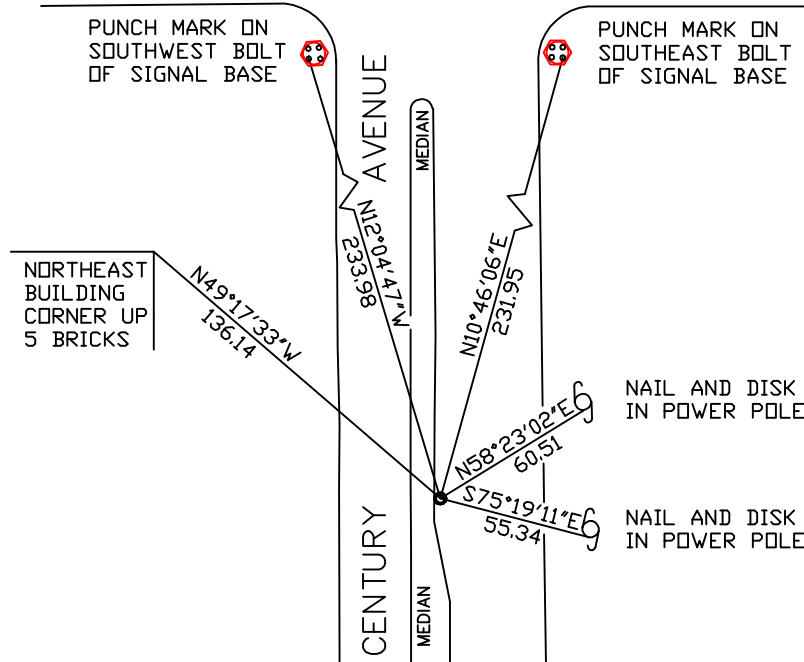 PUNCH MARK ON
SOUTHWEST BOLT
OF SIGNAL BASE
PUNCH MARK ON
SOUTHEAST BOLT
OF SIGNAL BASE
CENTURY AVENUE
MEDIAN
NORTHEAST
BUILDING
CORNER UP
5 BRICKS
N49°17'33"W
136.14
N12°04'47"W
233.98
N10°46'06"E
231.95
N58°23'02"E
60.51
NAIL AND DISK
IN POWER POLE
S75°19'11"E
55.34
NAIL AND DISK
IN POWER POLE
MEDIAN